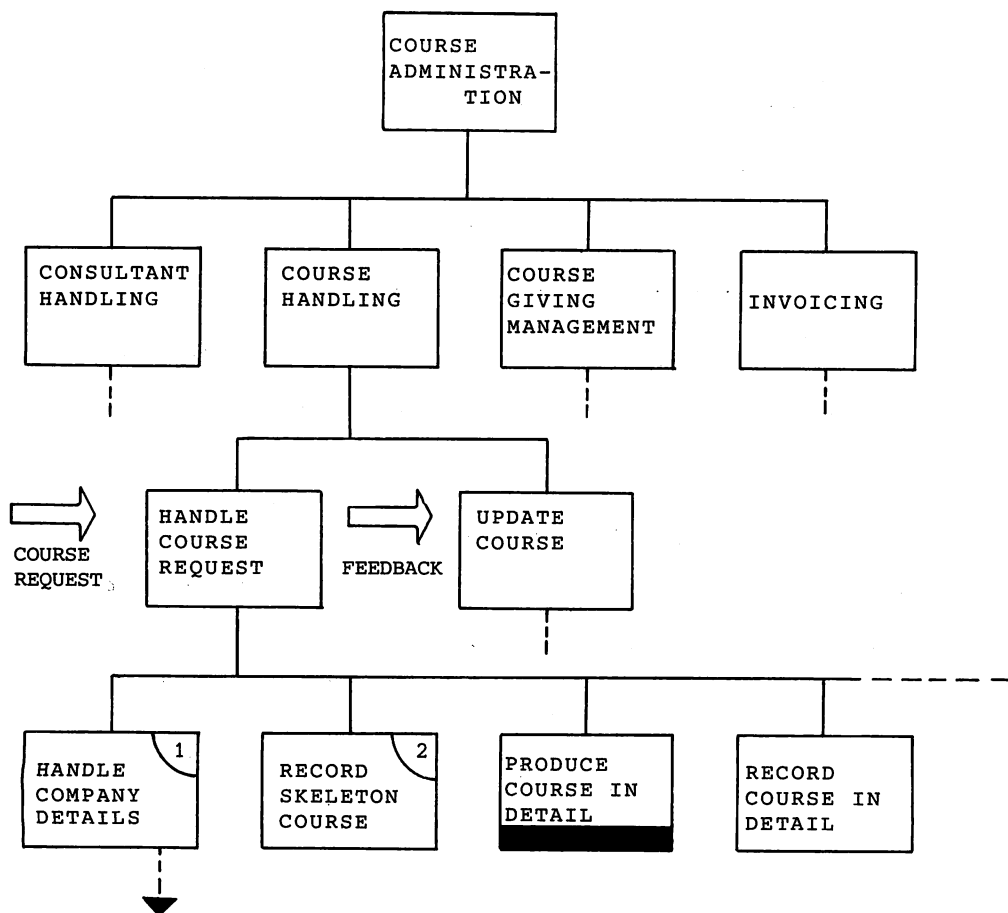 COURSE
ADMINISTRA-
TION
CONSULTANT
HANDLING
COURSE
HANDLING
COURSE
GIVING
MANAGEMENT
INVOICING
COURSE
REQUEST
HANDLE
COURSE
REQUEST
FEEDBACK
UPDATE
COURSE
1
HANDLE
COMPANY
DETAILS
2
RECORD
SKELETON
COURSE
PRODUCE
COURSE IN
DETAIL
RECORD
COURSE IN
DETAIL